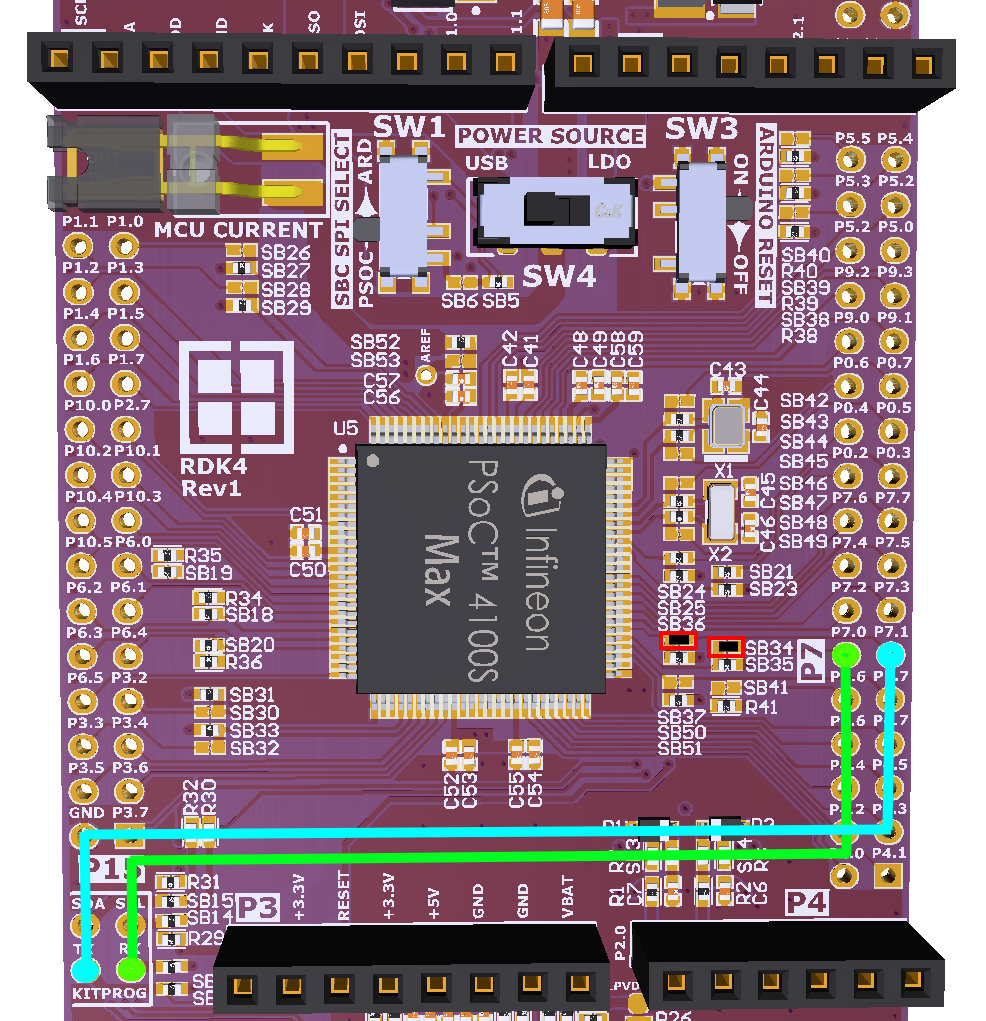 SW1
POWER SOURCE
SW3
USB
LDO
ARD
SBC SPI SELECT
PSOC
ON
OFF
ARDUINO RESET
SW4
MCU CURRENT
P5.5 P5.4
P5.3 P5.2
P5.2 P5.0
P9.2 P9.3
P9.0 P9.1
P0.6 P0.7
P0.4 P0.5
P0.2 P0.3
P7.6 P7.7
P7.4 P7.5
P7.2 P7.3
P7.0 P7.1
P4.1
P1.1 P1.0
P1.2 P1.3
P1.4 P1.5
P1.6 P1.7
P10.0 P2.7
P10.2 P10.1
P10.4 P10.3
P10.5 P6.0
P6.2 P6.1
P6.3 P6.4
P6.5 P3.2
P3.3 P3.4
P3.5 P3.6
GND P3.7
SB26
SB27
SB28
SB29
SB6 SB5
SB40
R40
SB39
R39
SB38
R38
SB52
SB53
C57
C56
AREF
C42
C41
C48
C49
C58
C59
C43
C44
SB42
SB43
SB44
SB45
X1
SB46
SB47
SB48
SB49
C45
C46
X2
U5
RDK4
Rev1
Infineon
PSoC™ 4100S
Max
C51
C50
R35
SB19
R34
SB18
SB20
R36
SB31
SB30
SB33
SB32
SB21
SB23
SB24
SB25
SB36
SB34
SB35
SB41
R41
SB37
SB50
SB51
P7
C52
C53
C55
C54
R32
R30
R31
SB15
SB14
R29
P3
+3.3V
RESET
+3.3V
+5V
GND
GND
VBAT
P2.0
R1
C7
R2
C6
P4
KITPROG
R26